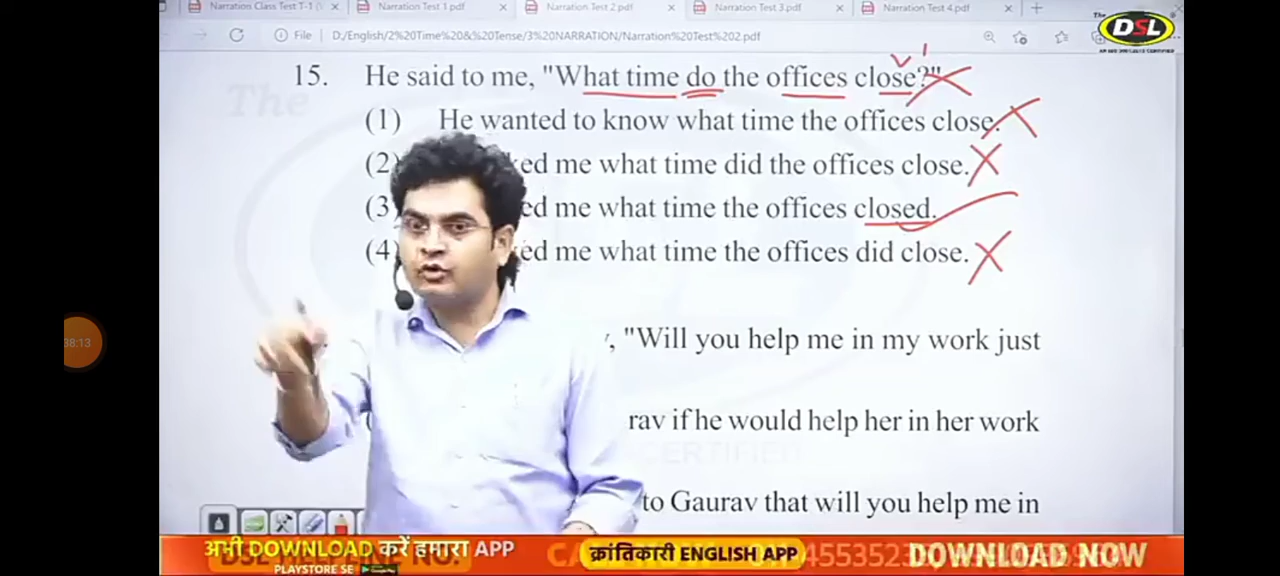 Narration Class Test T-1
Narration Test 1.pdf
Narration Test 2.pdf
Narration Test 3.pdf
Narration Test 4.pdf
File
D:/English/2%20Time%20&%20Tense/3%20NARRATION/Narration%20Test%202.pdf
The DSL
The
15. He said to me, "What time do the offices close?"
(1) He wanted to know what time the offices close.
(2) ed me what time did the offices close.
(3) ed me what time the offices closed.
(4) ed me what time the offices did close.
38:13
, "Will you help me in my work just
rav if he would help her in her work
CERTIFIED
to Gaurav that will you help me in
अभी DOWNLOAD करें हमारा APP
PLAYSTORE SE
क्रांतिकारी ENGLISH APP
DOWNLOAD NOW